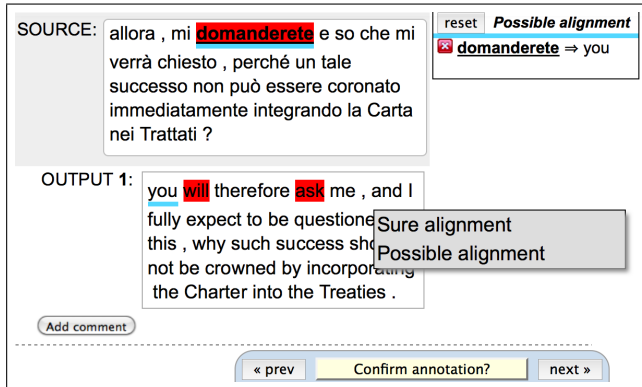 SOURCE: allora , mi domanderete e so che mi
verrà chiesto , perché un tale
successo non può essere coronato
immediatamente integrando la Carta
nei Trattati ?
reset Possible alignment
domanderete ⇒ you
OUTPUT 1: you will therefore ask me , and I
fully expect to be questione
this , why such success sho
not be crowned by incorporating
the Charter into the Treaties .
Sure alignment
Possible alignment
Add comment
« prev Confirm annotation? next »